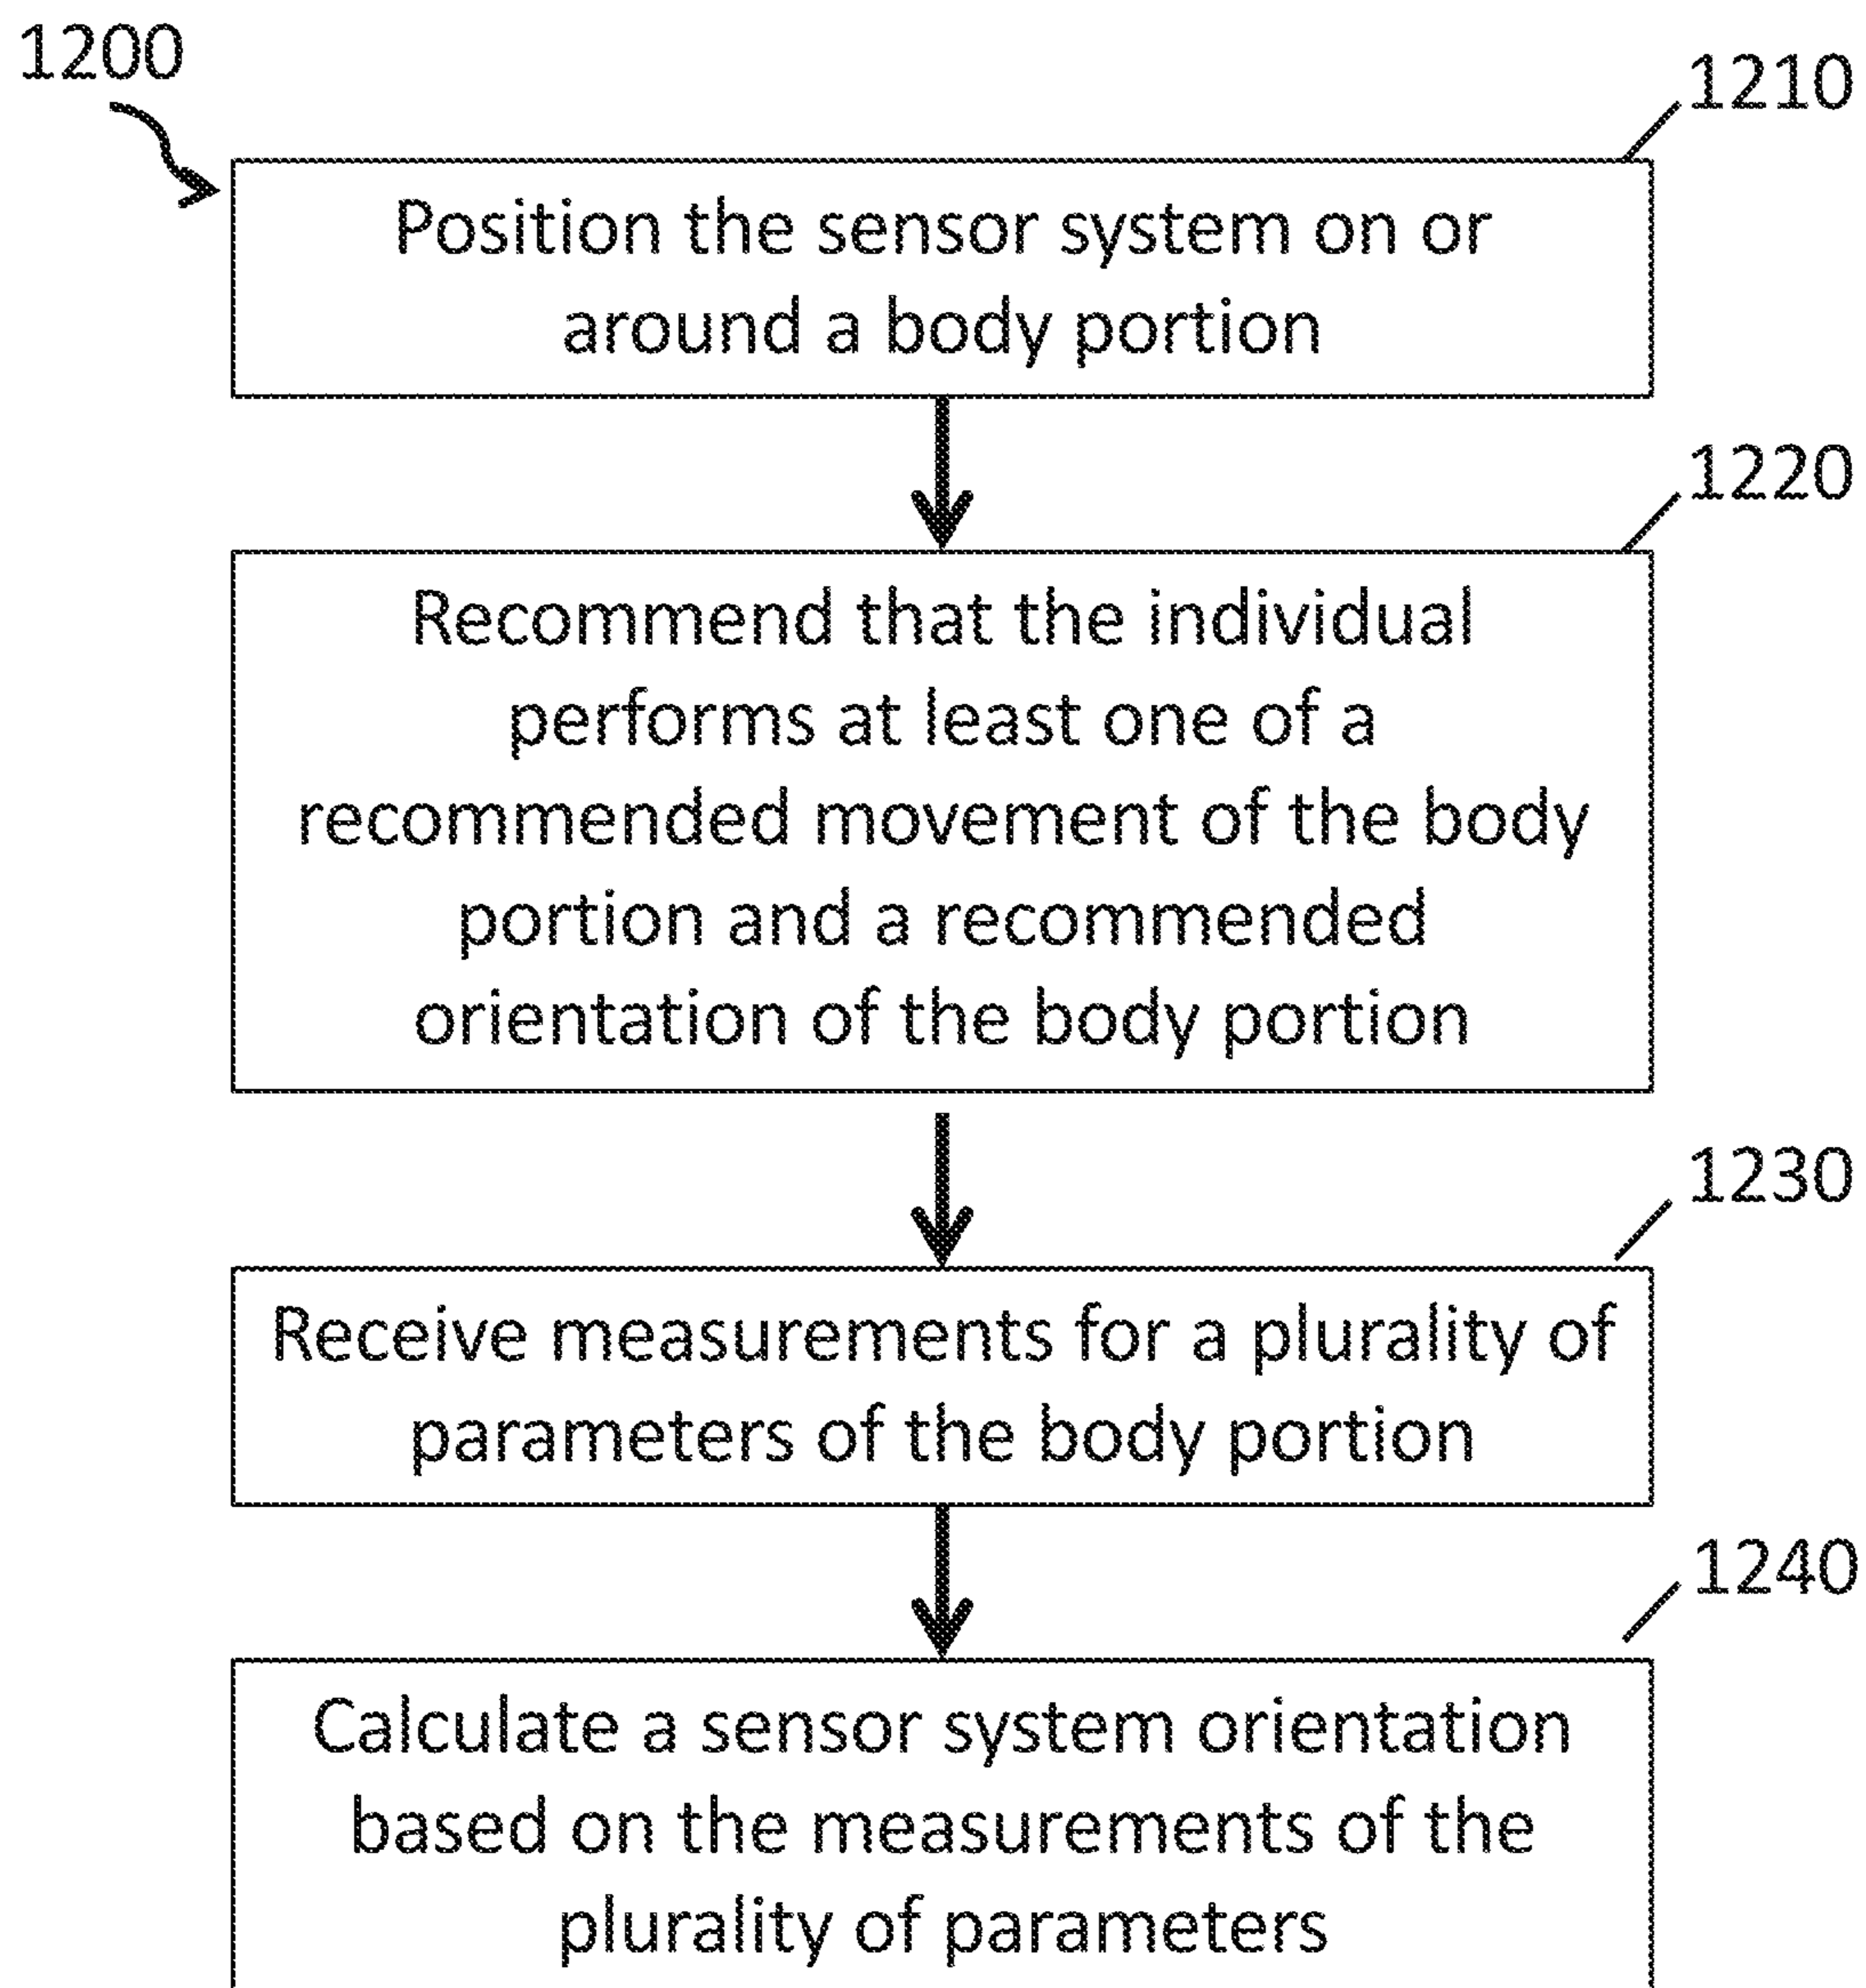 1200
1210
Position the sensor system on or
around a body portion
1220
Recommend that the individual
performs at least one of a
recommended movement of the body
portion and a recommended
orientation of the body portion
1230
Receive measurements for a plurality of
parameters of the body portion
1240
Calculate a sensor system orientation
based on the measurements of the
plurality of parameters